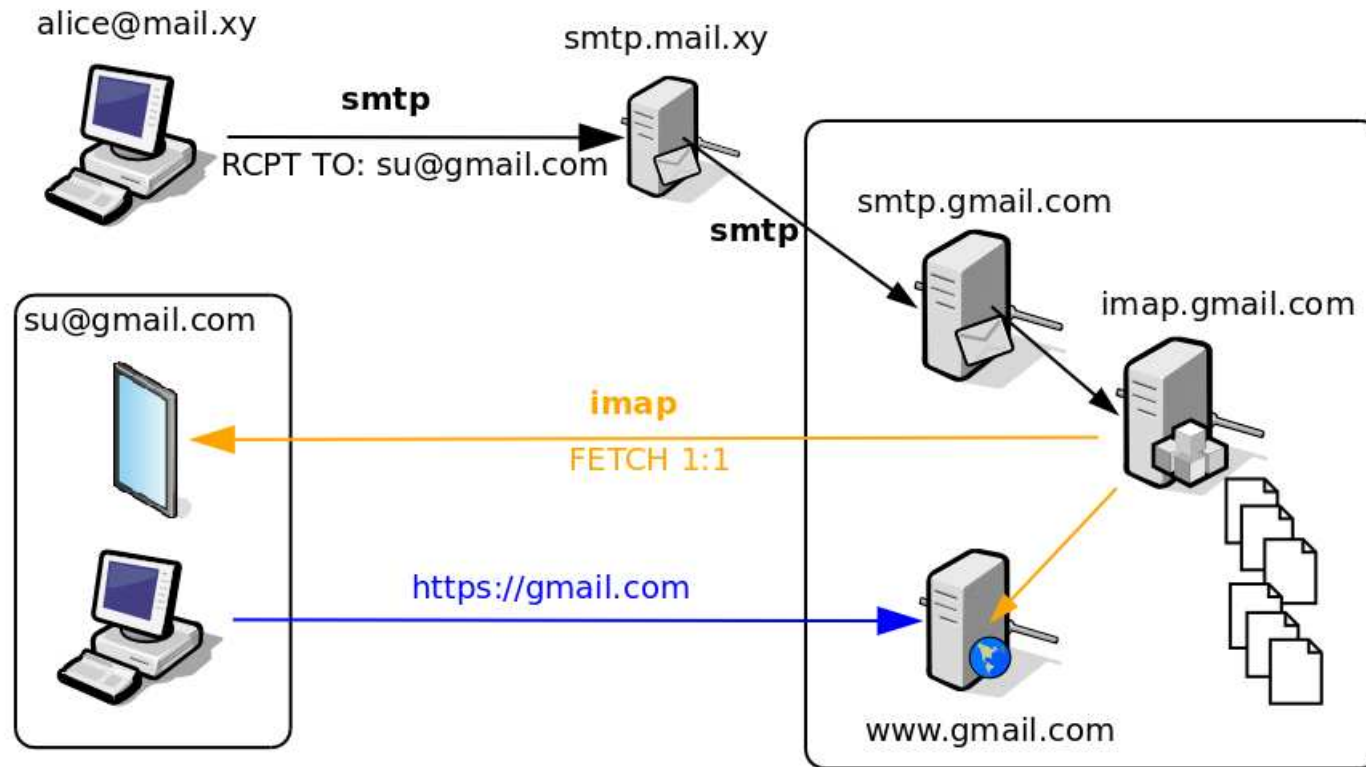 alice@mail.xy
smtp.mail.xy
smtp
RCPT TO: su@gmail.com
smtp
smtp.gmail.com
imap.gmail.com
su@gmail.com
imap
FETCH 1:1
https://gmail.com
www.gmail.com